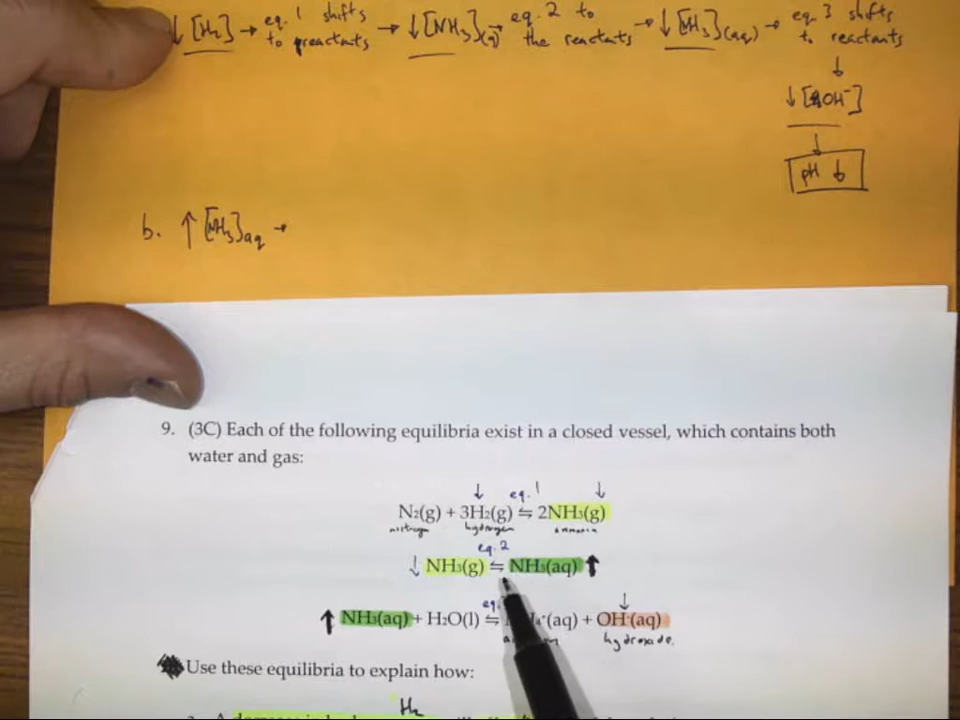 ↓[H₂] → eq. 1 shifts to reactants → ↓[NH₃](g) → eq. 2 to the reactants → ↓[NH₃](aq) → eq. 3 shifts to reactants
↓
↓[OH⁻]
↓
pH ↓
b. ↑[NH₃]aq →
9. (3C) Each of the following equilibria exist in a closed vessel, which contains both
water and gas:
↓ eq. 1 ↓
N₂(g) + 3H₂(g) ⇋ 2NH₃(g)
nitrogen hydrogen ammonia
eq. 2
↓ NH₃(g) ⇋ NH₃(aq) ↑
↓
↑ NH₃(aq) + H₂O(l) ⇋ (aq) + OH⁻(aq)
hydroxide.
Use these equilibria to explain how:
H₂